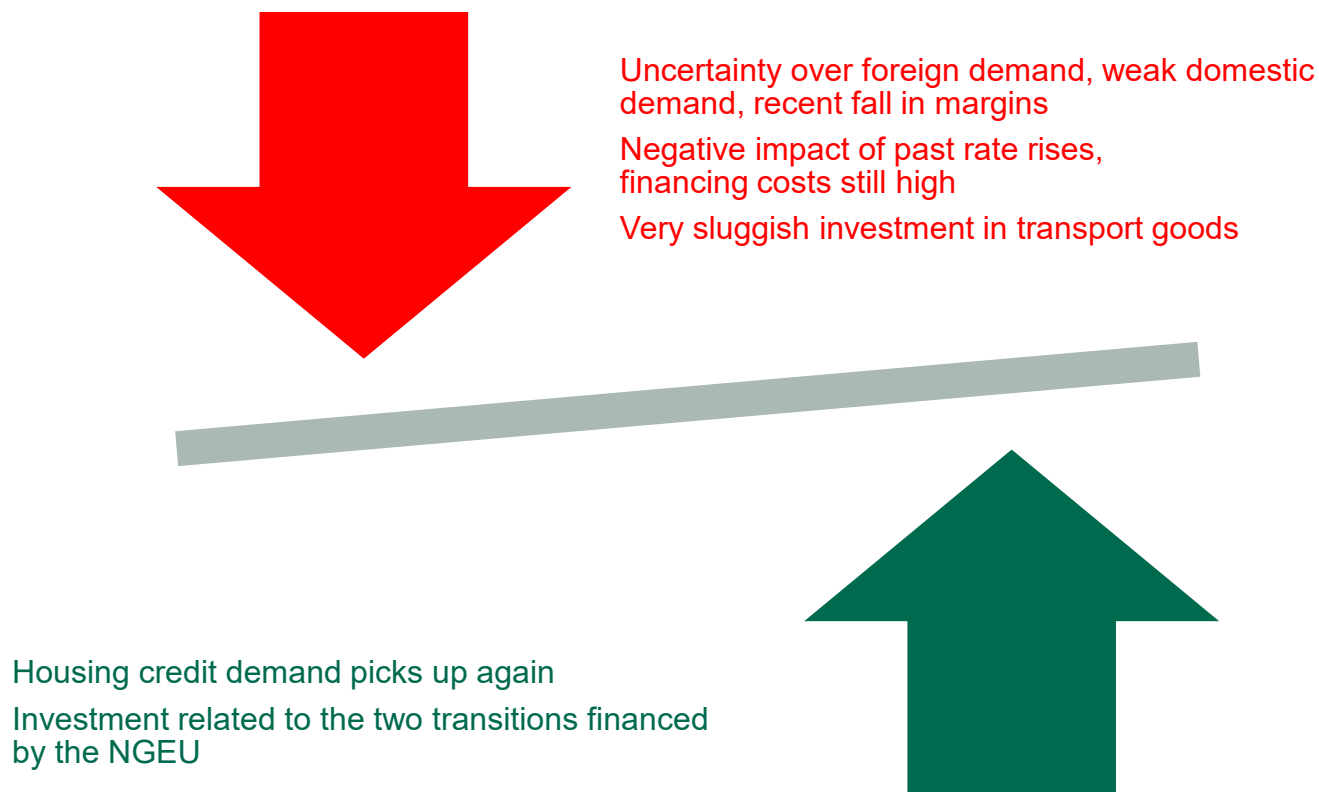 Uncertainty over foreign demand, weak domestic
demand, recent fall in margins
Negative impact of past rate rises,
financing costs still high
Very sluggish investment in transport goods
Housing credit demand picks up again
Investment related to the two transitions financed
by the NGEU